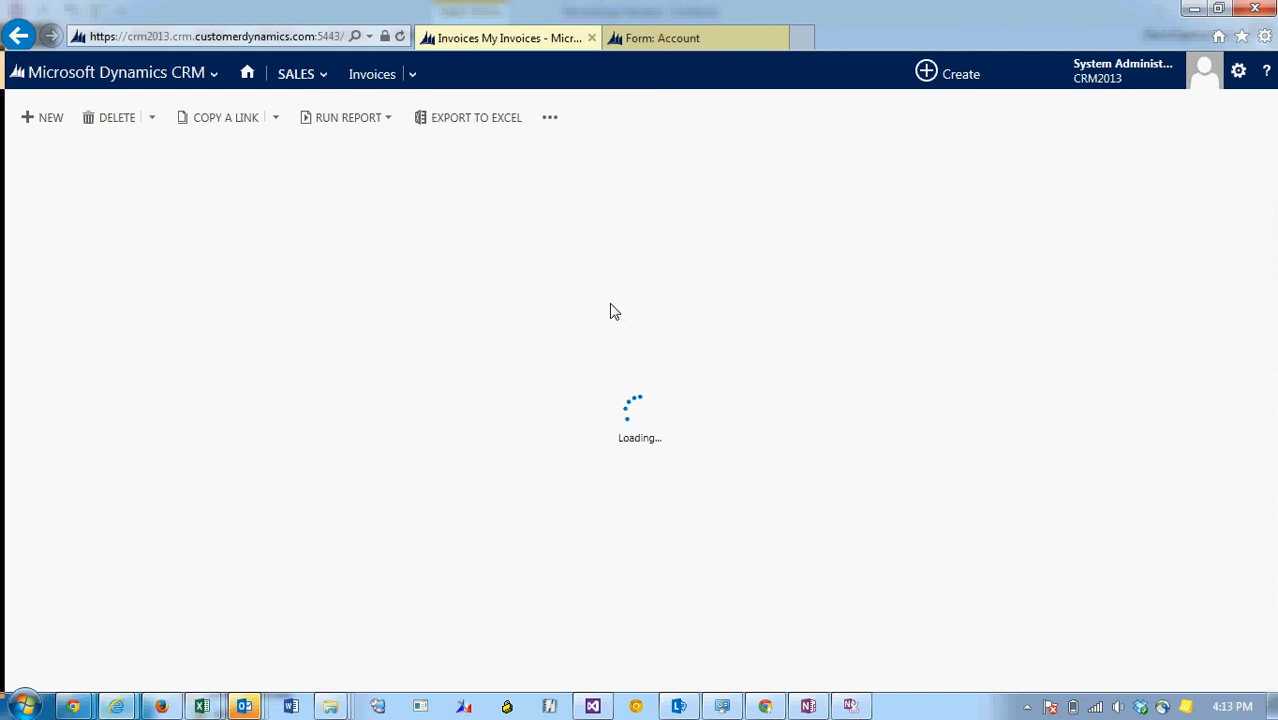 https://crm2013.crm.customerdynamics.com:5443/
Invoices My Invoices - Micr...
Form: Account
Microsoft Dynamics CRM
SALES
Invoices
Create
System Administ...
CRM2013
?
NEW
DELETE
COPY A LINK
RUN REPORT
EXPORT TO EXCEL
Loading...
4:13 PM